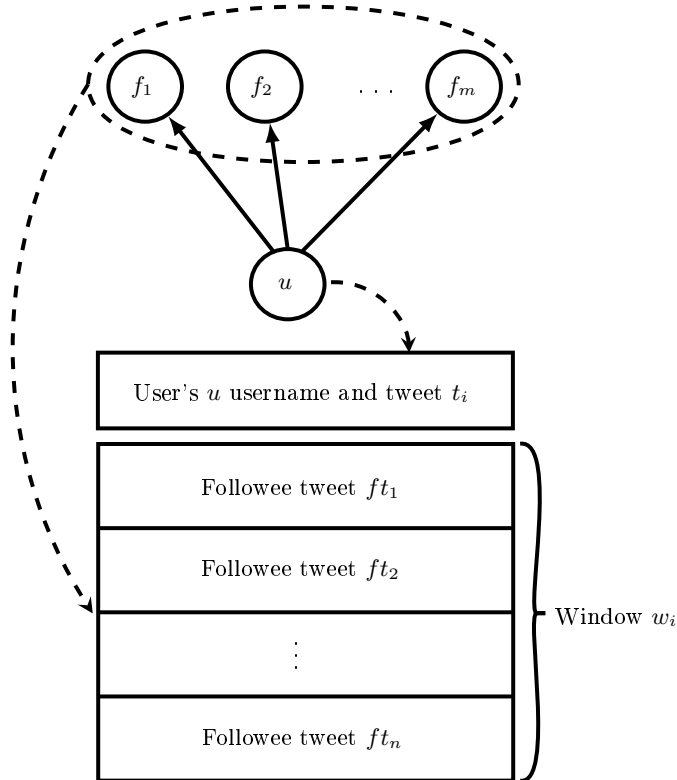 f1 f2 . . . fm
u
User's u username and tweet ti
Followee tweet ft1
Followee tweet ft2
Window wi
⋮
Followee tweet ftn